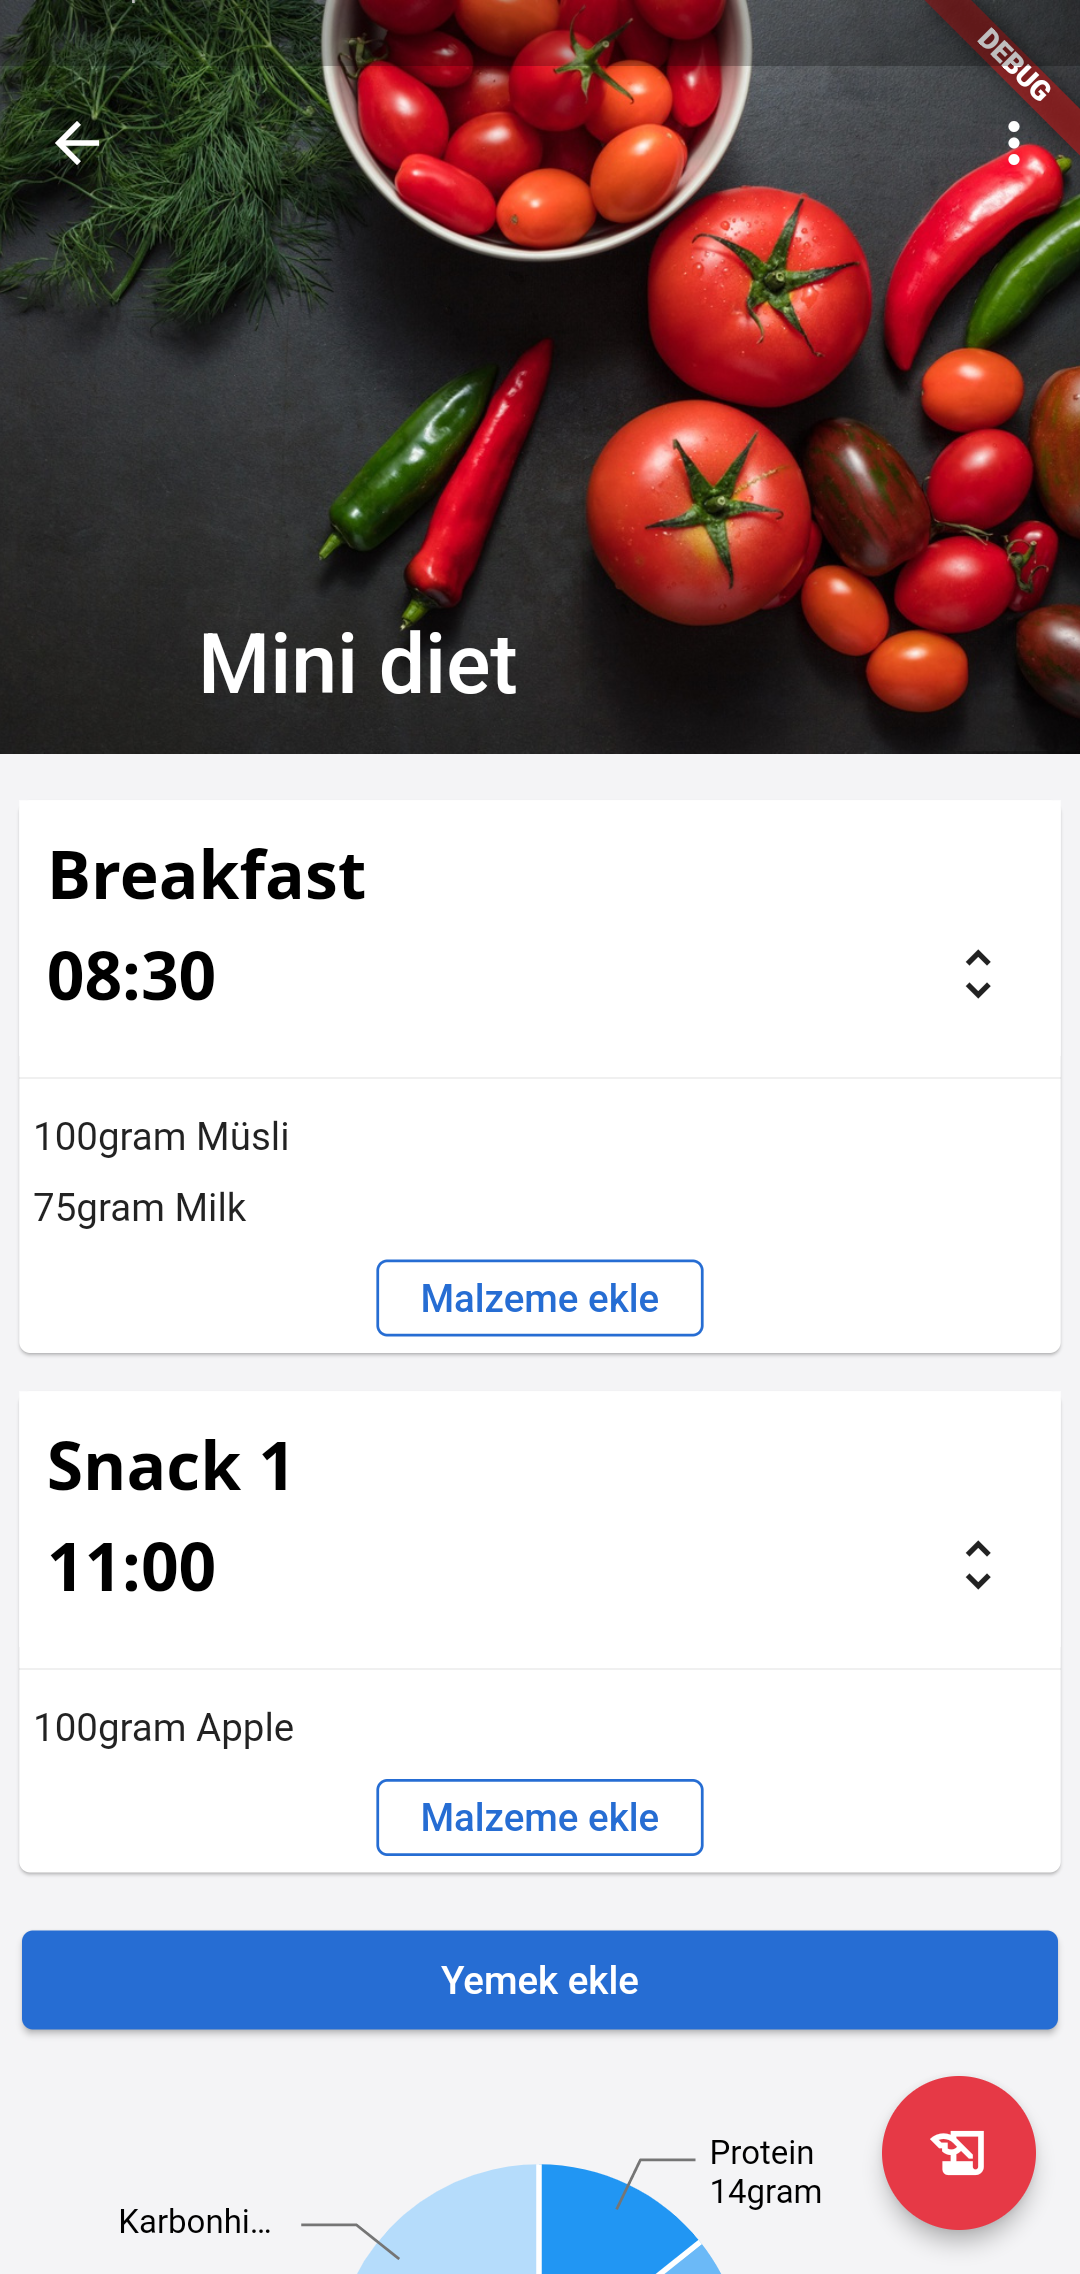 DEBUG
Mini diet
Breakfast
08:30
100gram Müsli
75gram Milk
Malzeme ekle
Snack 1
11:00
100gram Apple
Malzeme ekle
Yemek ekle
Protein
14gram
Karbonhi...